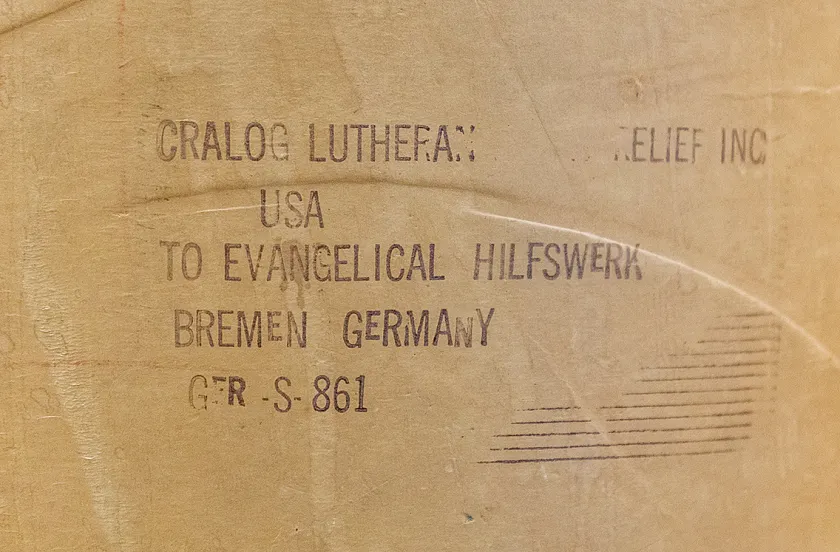 CRALOG LUTHERAN RELIEF INC
USA
TO EVANGELICAL HILFSWERK
BREMEN GERMANY
GER -S- 861